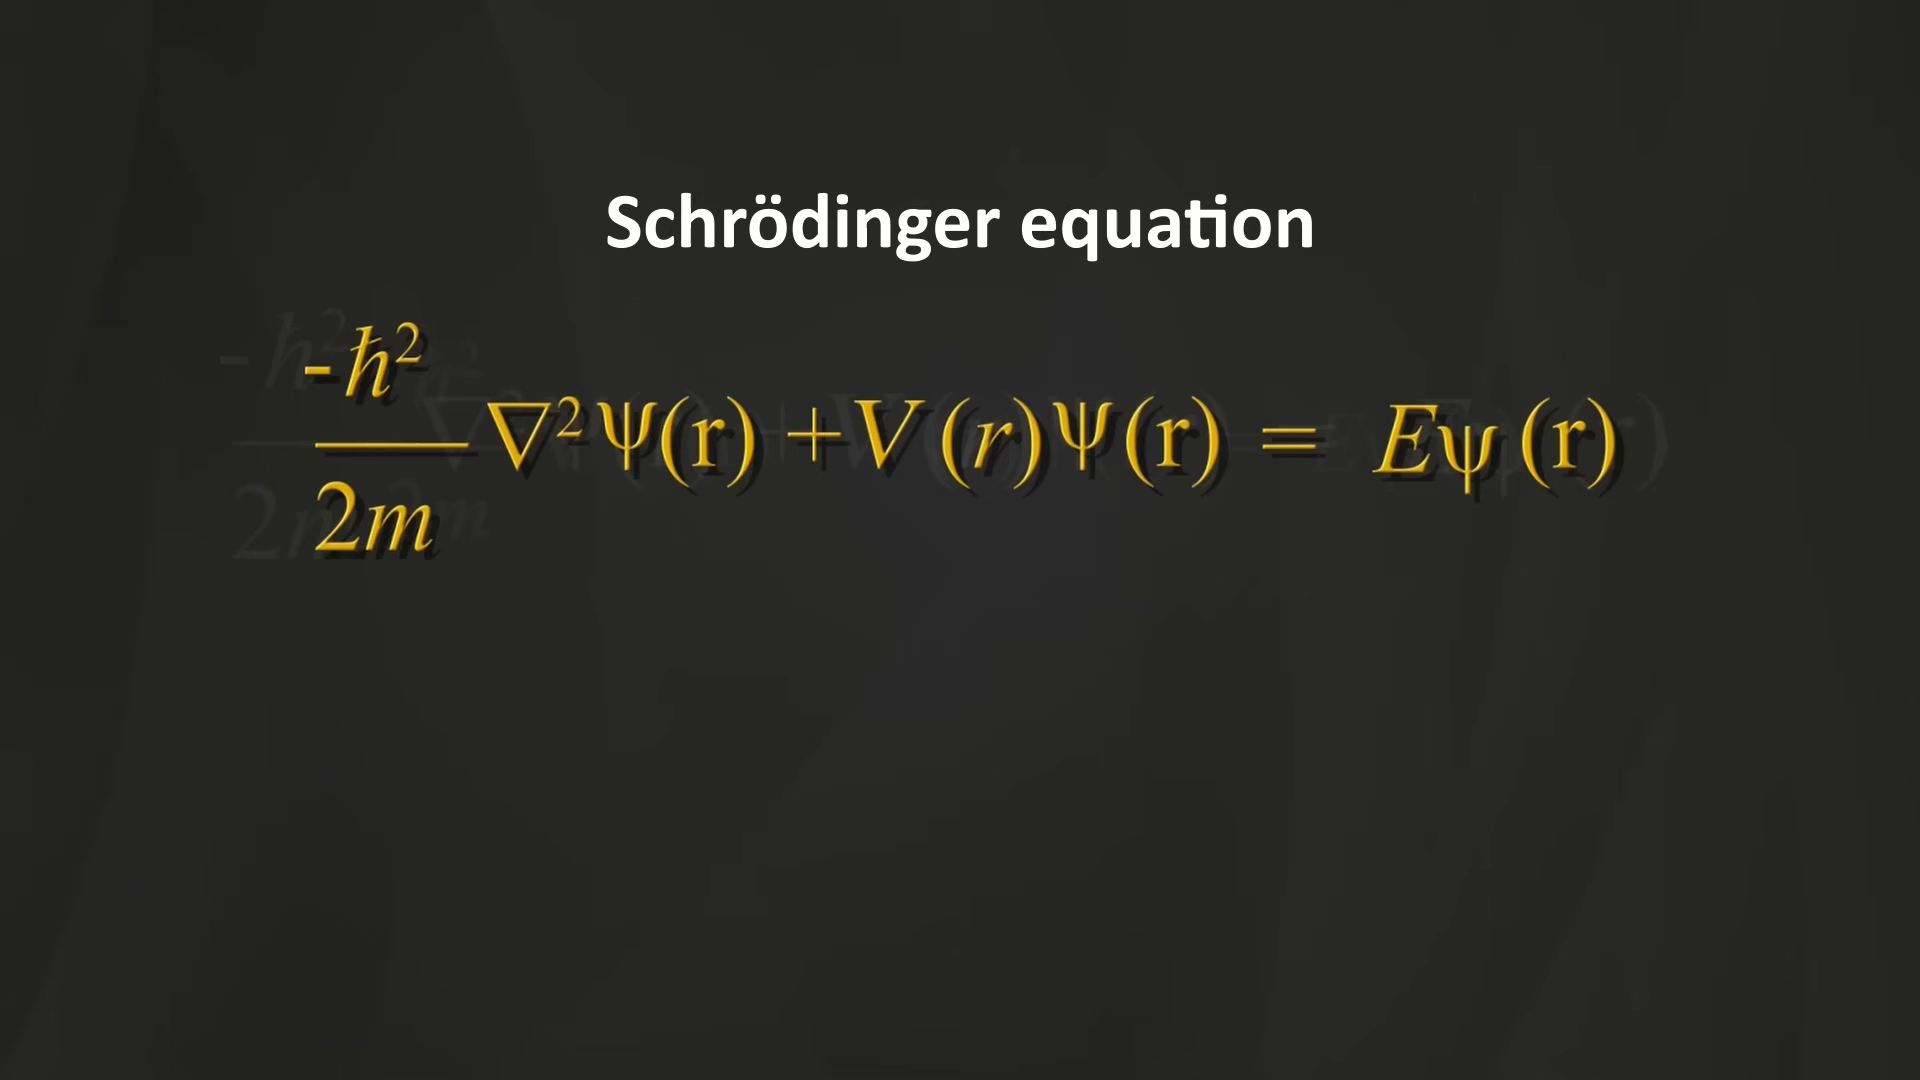 Schrödinger equation
-ℏ²
2m
∇²ψ(r) + V(r)ψ(r) = Eψ(r)